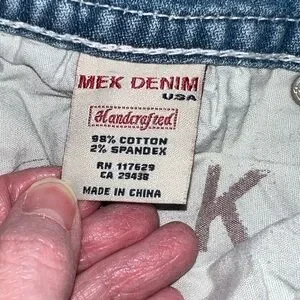 MEK DENIM
USA
Handcrafted
98% COTTON
2% SPANDEX
RN 117629
CA 29438
MADE IN CHINA
K